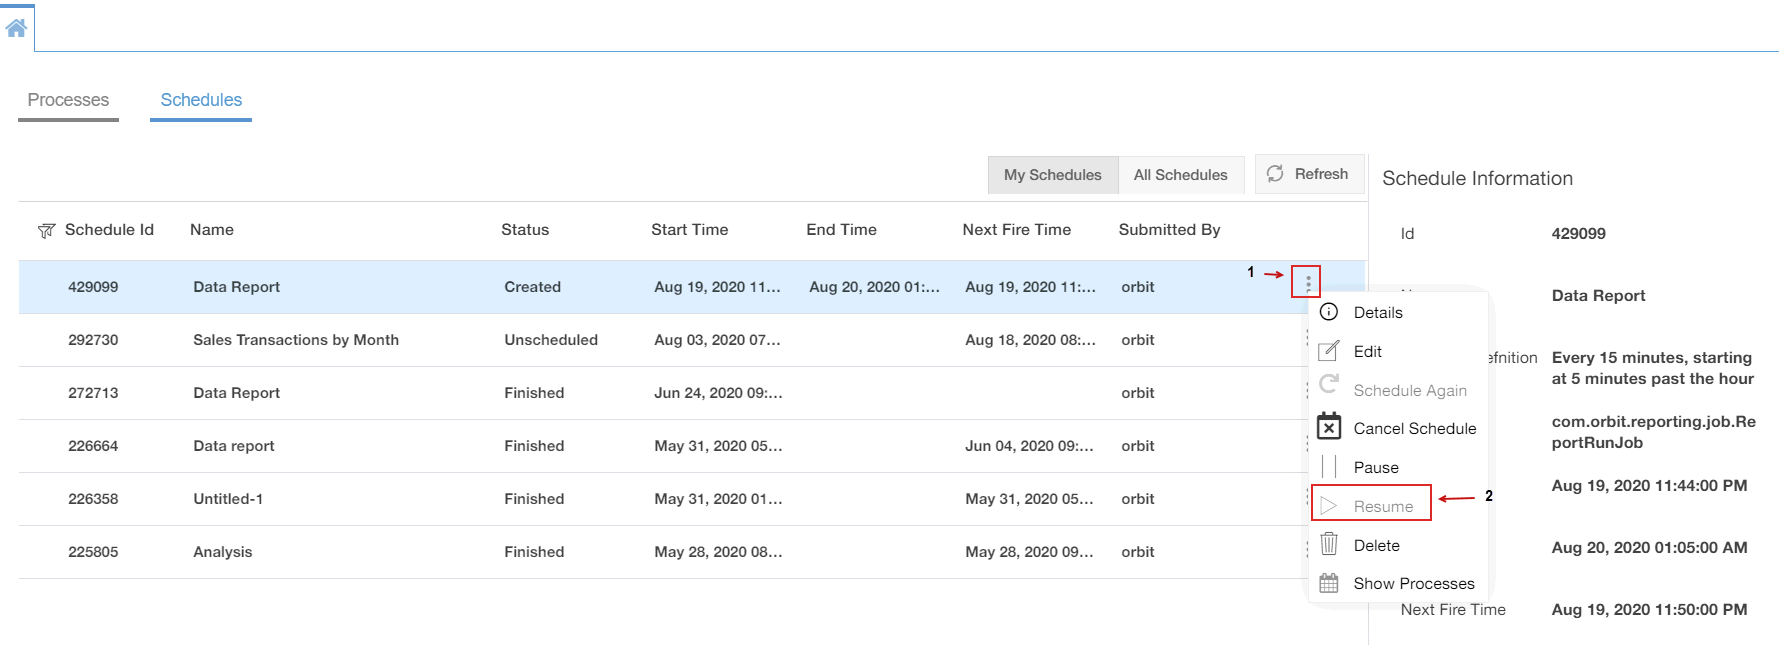 Processes
Schedules
My Schedules
All Schedules
Refresh
Schedule Id Name Status Start Time End Time Next Fire Time Submitted By
429099 Data Report Created Aug 19, 2020 11... Aug 20, 2020 01:... Aug 19, 2020 11:... orbit
292730 Sales Transactions by Month Unscheduled Aug 03, 2020 07... Aug 18, 2020 08:... orbit
272713 Data Report Finished Jun 24, 2020 09:... orbit
226664 Data report Finished May 31, 2020 05... Jun 04, 2020 09:... orbit
226358 Untitled-1 Finished May 31, 2020 01... May 31, 2020 05... orbit
225805 Analysis Finished May 28, 2020 08... May 28, 2020 09... orbit
1
Details
Edit
Schedule Again
Cancel Schedule
Pause
Resume
2
Delete
Show Processes
Schedule Information
Id 429099
Data Report
efnition Every 15 minutes, starting
at 5 minutes past the hour
com.orbit.reporting.job.Re
portRunJob
Aug 19, 2020 11:44:00 PM
Aug 20, 2020 01:05:00 AM
Next Fire Time Aug 19, 2020 11:50:00 PM